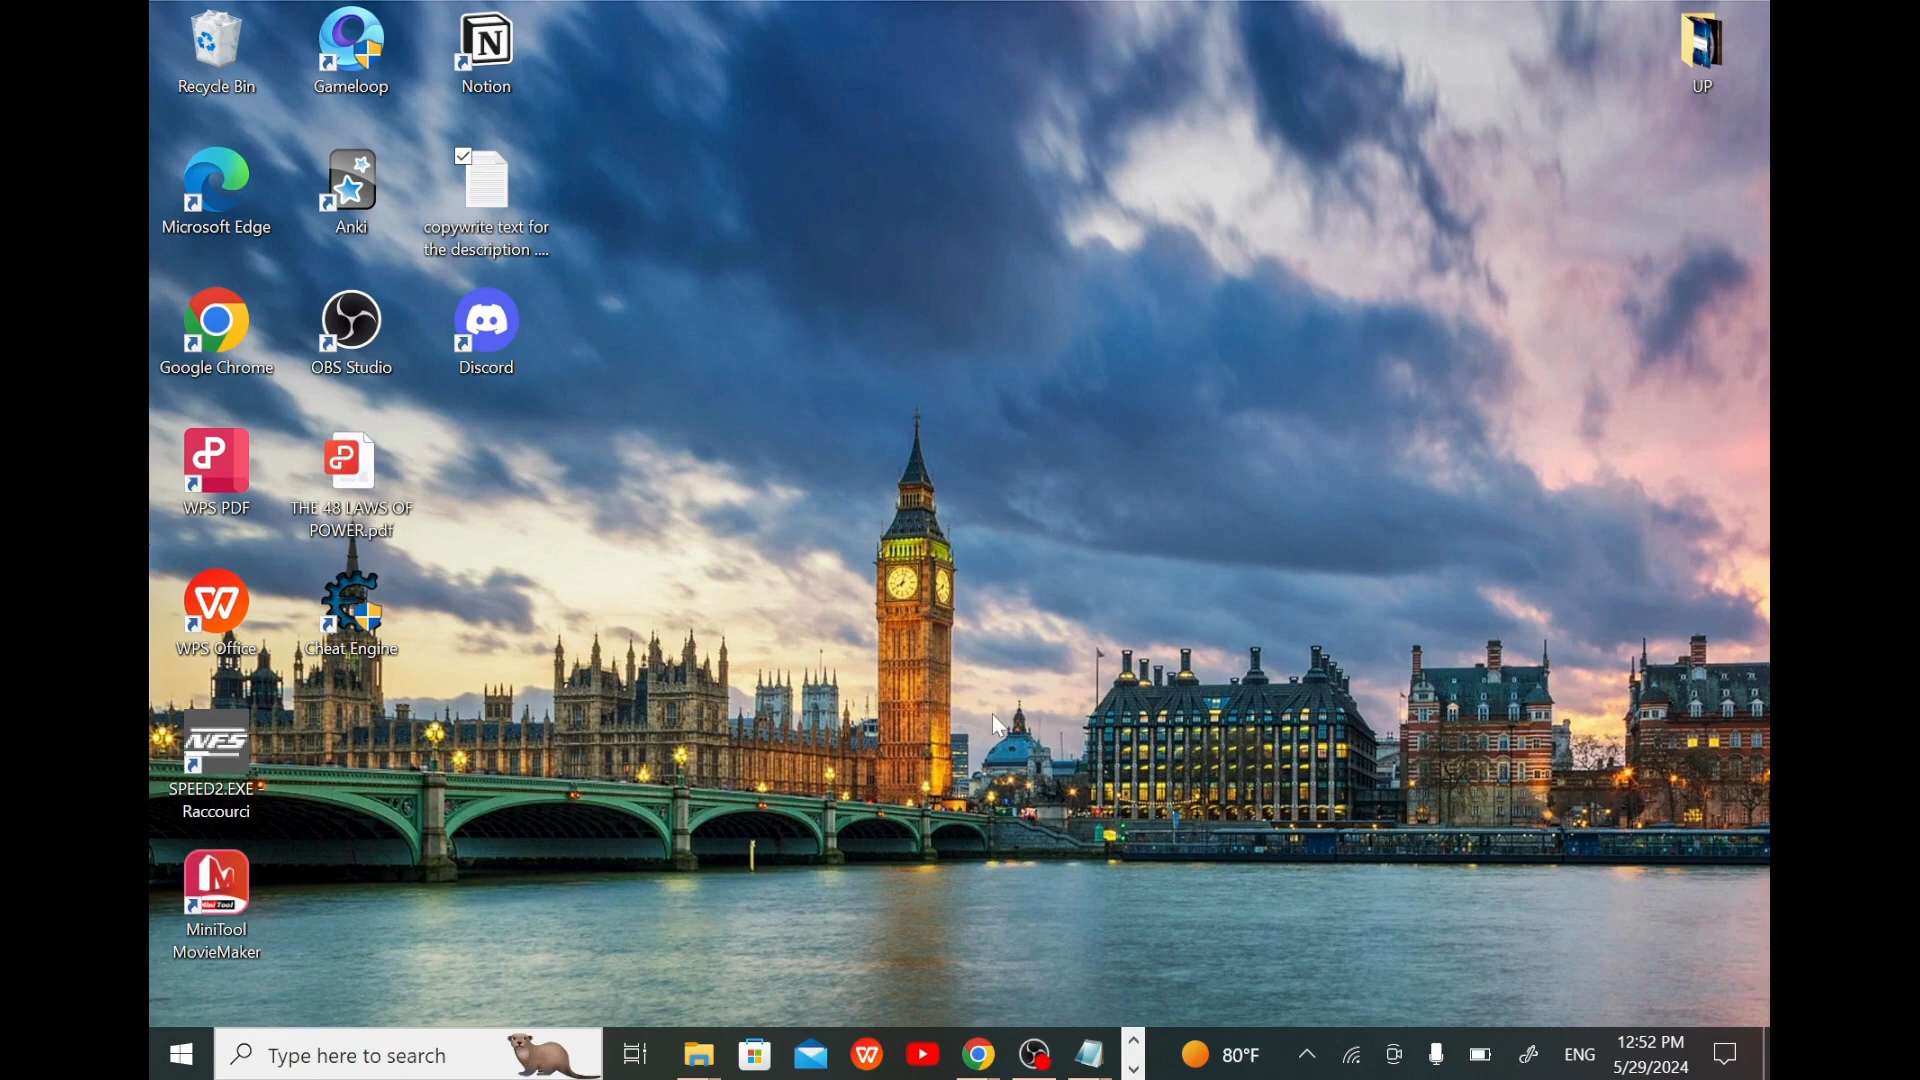 Recycle Bin
Gameloop
Notion
UP
Microsoft Edge
Anki
copywrite text for
the description ....
Google Chrome
OBS Studio
Discord
WPS PDF
THE 48 LAWS OF
POWER.pdf
WPS Office
Cheat Engine
NFS
SPEED2.EXE -
Raccourci
MiniTool
MiniTool
MovieMaker
Type here to search
80°F
ENG
12:52 PM
5/29/2024